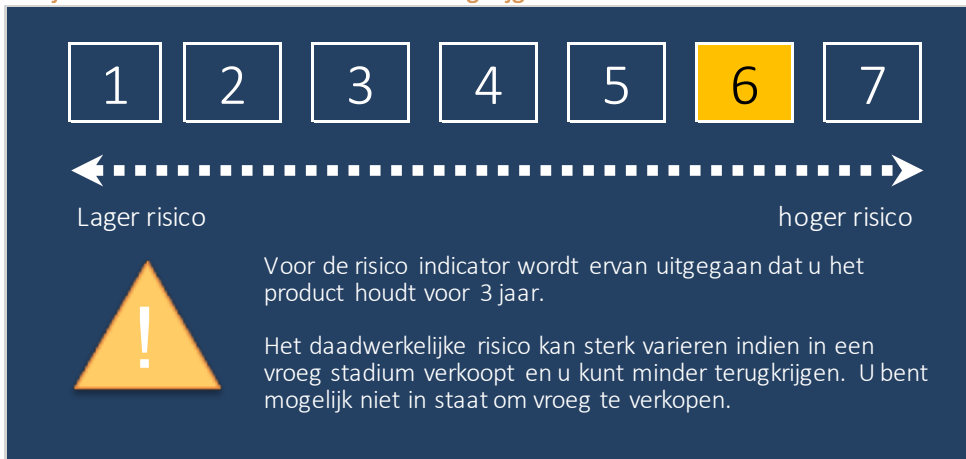 1 2 3 4 5 6 7
Lager risico hoger risico
!
Voor de risico indicator wordt ervan uitgegaan dat u het
product houdt voor 3 jaar.
Het daadwerkelijke risico kan sterk varieren indien in een
vroeg stadium verkoopt en u kunt minder terugkrijgen. U bent
mogelijk niet in staat om vroeg te verkopen.